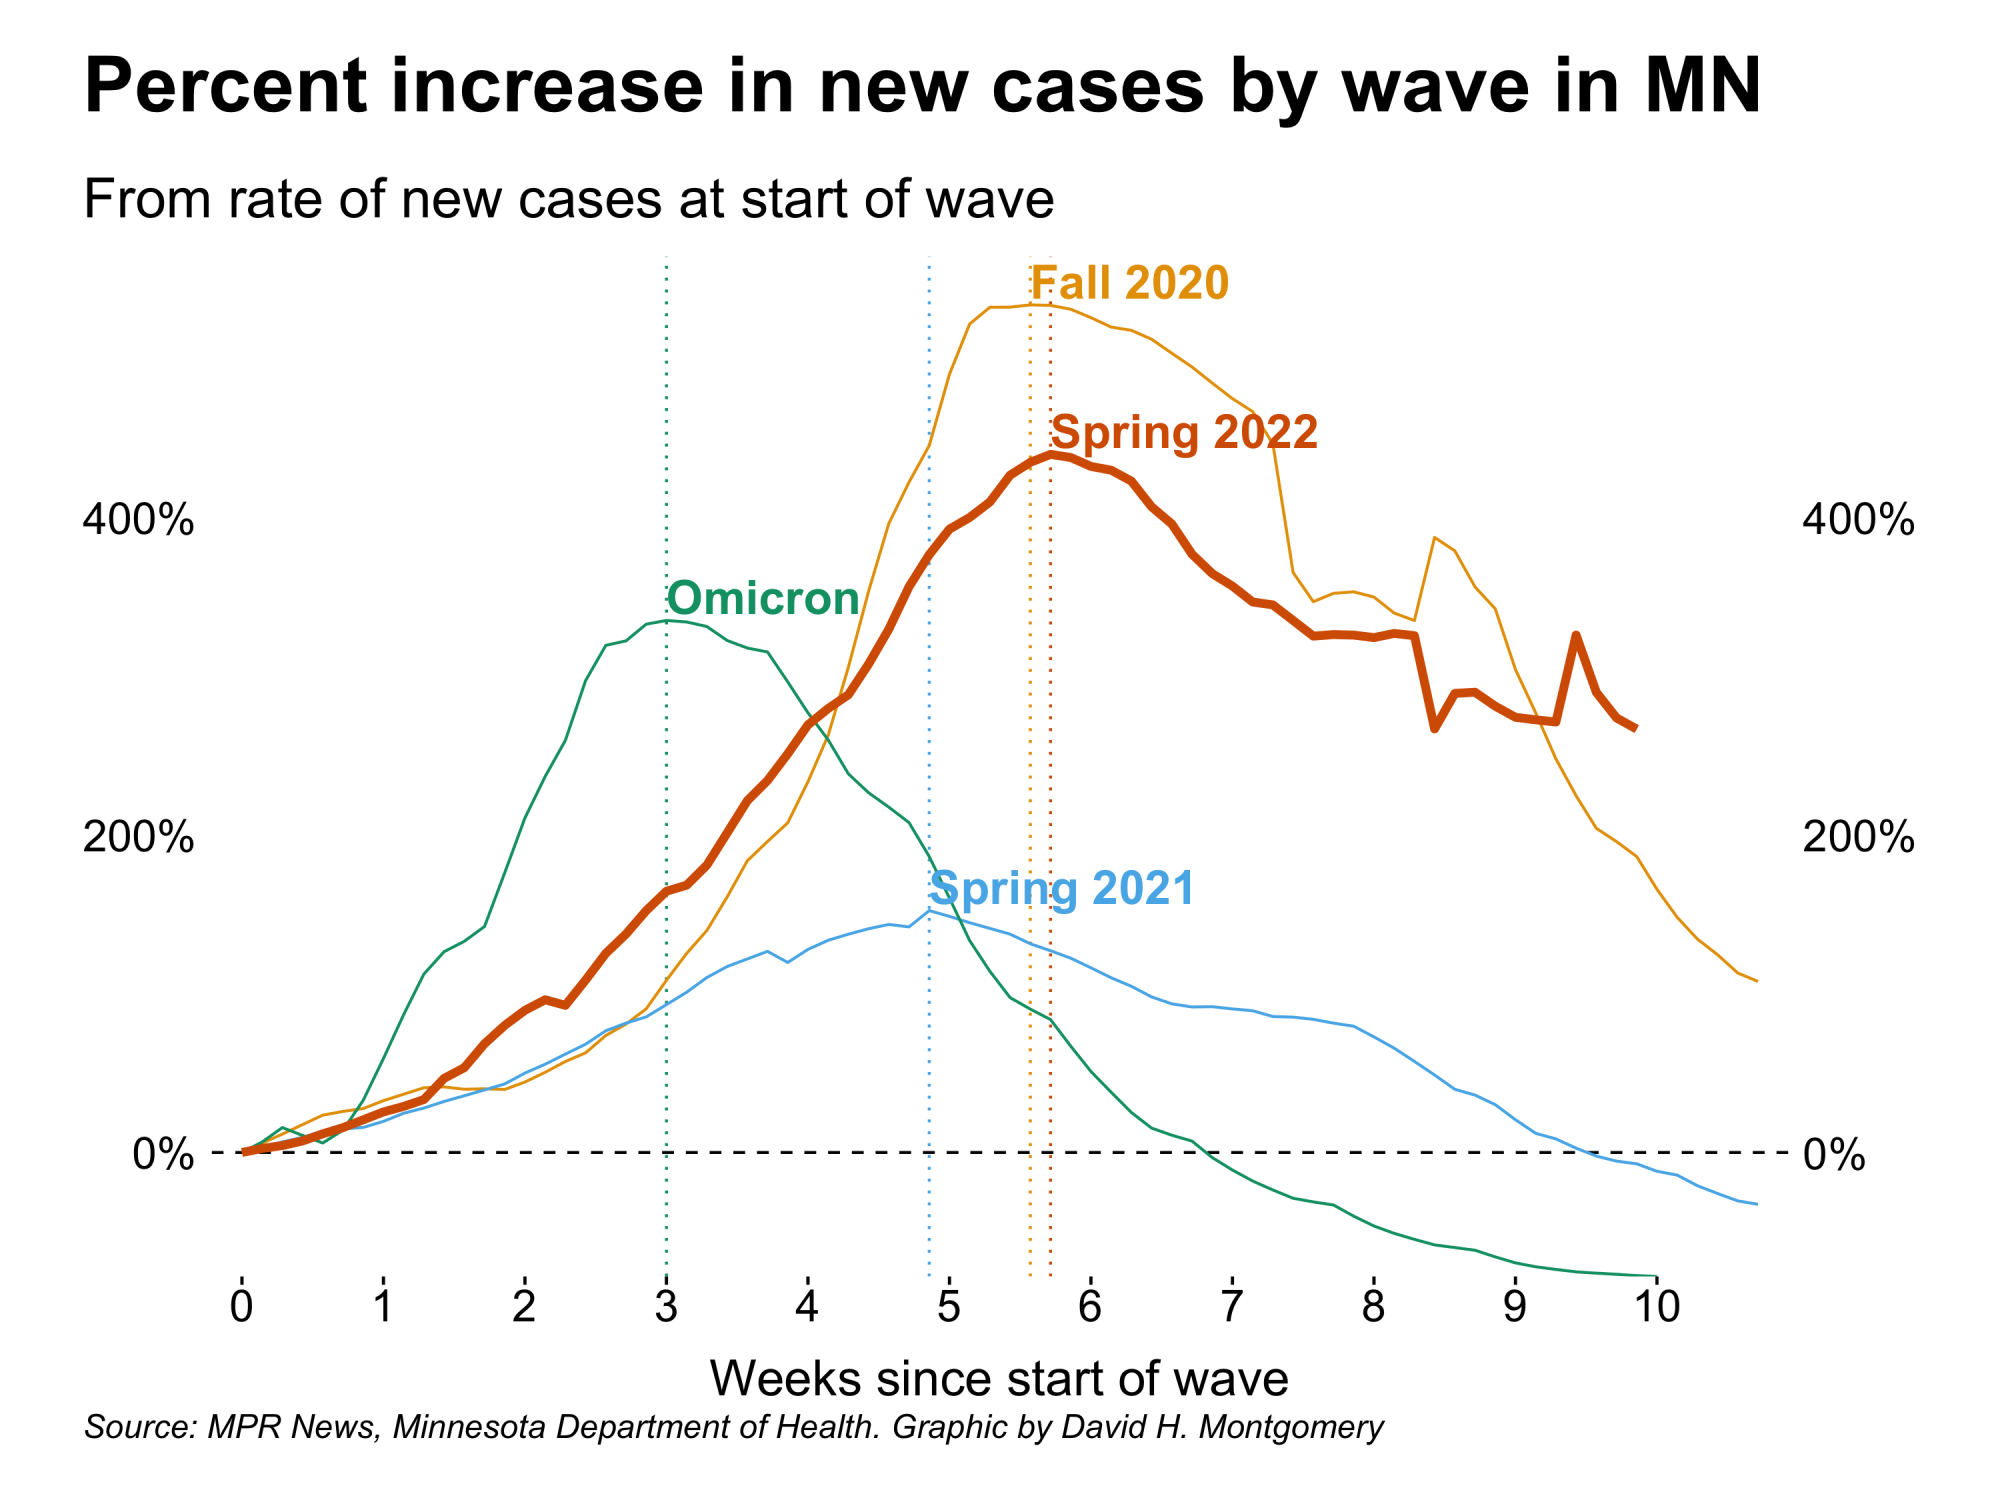 Percent increase in new cases by wave in MN
From rate of new cases at start of wave
Fall 2020
Spring 2022
400% 400%
Omicron
200% 200%
Spring 2021
0% 0%
0 1 2 3 4 5 6 7 8 9 10
Weeks since start of wave
Source: MPR News, Minnesota Department of Health. Graphic by David H. Montgomery